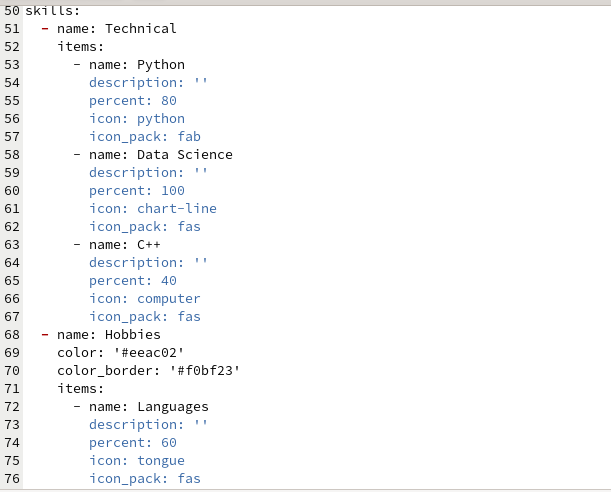 50 skills:
51   - name: Technical
52     items:
53       - name: Python
54         description: ''
55         percent: 80
56         icon: python
57         icon_pack: fab
58       - name: Data Science
59         description: ''
60         percent: 100
61         icon: chart-line
62         icon_pack: fas
63       - name: C++
64         description: ''
65         percent: 40
66         icon: computer
67         icon_pack: fas
68   - name: Hobbies
69     color: '#eeac02'
70     color_border: '#f0bf23'
71     items:
72       - name: Languages
73         description: ''
74         percent: 60
75         icon: tongue
76         icon_pack: fas